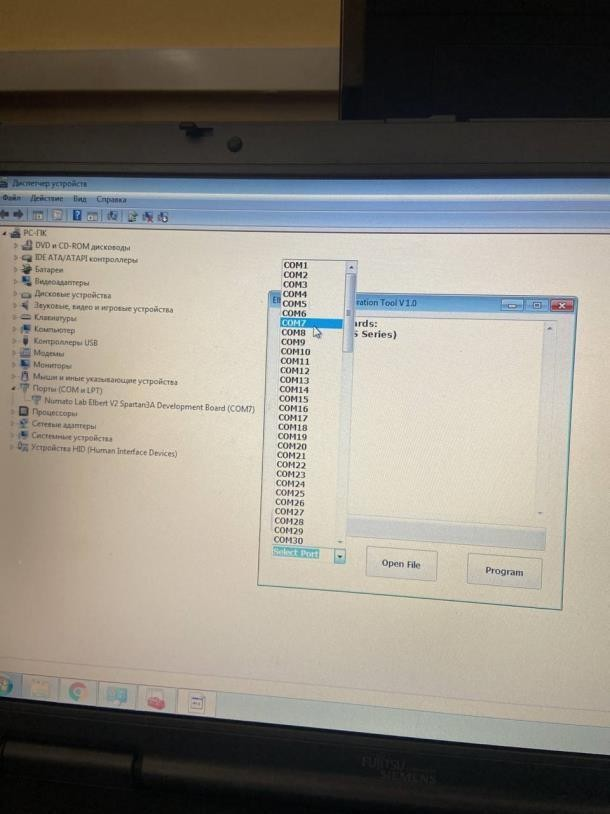 Диспетчер устройств
Файл Действие Вид Справка
РС-ПК
DVD и CD-ROM дисководы
IDE ATA/ATAPI контроллеры
Батареи
Видеоадаптеры
Дисковые устройства
Звуковые, видео и игровые устройства
Клавиатуры
Компьютер
Контроллеры USB
Модемы
Мониторы
Мыши и иные указывающие устройства
Порты (COM и LPT)
Numato Lab Elbert V2 Spartan3A Development Board (COM7)
Процессоры
Сетевые адаптеры
Системные устройства
Устройства HID (Human Interface Devices)
COM1
COM2
COM3
COM4
COM5
COM6
COM7
COM8
COM9
COM10
COM11
COM12
COM13
COM14
COM15
COM16
COM17
COM18
COM19
COM20
COM21
COM22
COM23
COM24
COM25
COM26
COM27
COM28
COM29
COM30
Tool V1.0
Series)
Select Port
Open File
Program
FUJITSU
SIEMENS